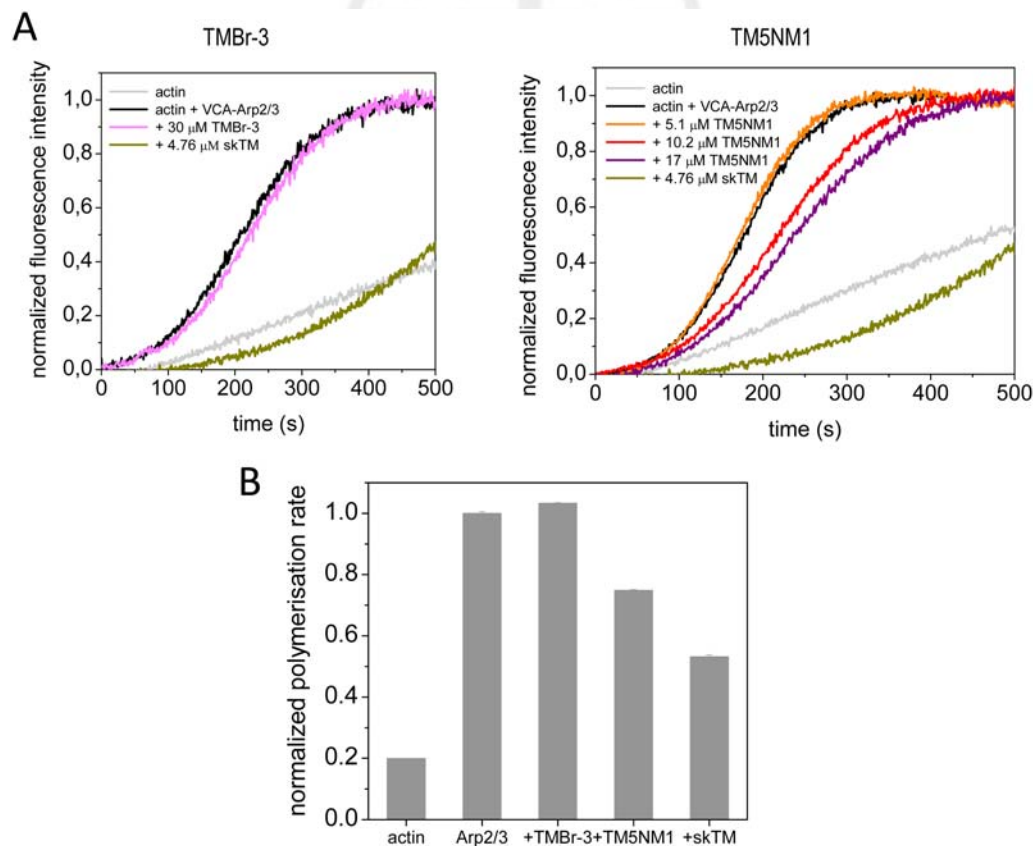 A
TMBr-3
normalized fluorescence intensity
1,0
0,8
0,6
0,4
0,2
0,0
actin
actin + VCA-Arp2/3
+ 30 μM TMBr-3
+ 4.76 μM skTM
0 100 200 300 400 500
time (s)
TM5NM1
normalized fluorescnece intensity
1,0
0,8
0,6
0,4
0,2
0,0
actin
actin + VCA-Arp2/3
+ 5.1 μM TM5NM1
+ 10.2 μM TM5NM1
+ 17 μM TM5NM1
+ 4.76 μM skTM
0 100 200 300 400 500
time (s)
B
normalized polymerisation rate
1.0
0.8
0.6
0.4
0.2
0.0
actin Arp2/3 +TMBr-3 +TM5NM1 +skTM